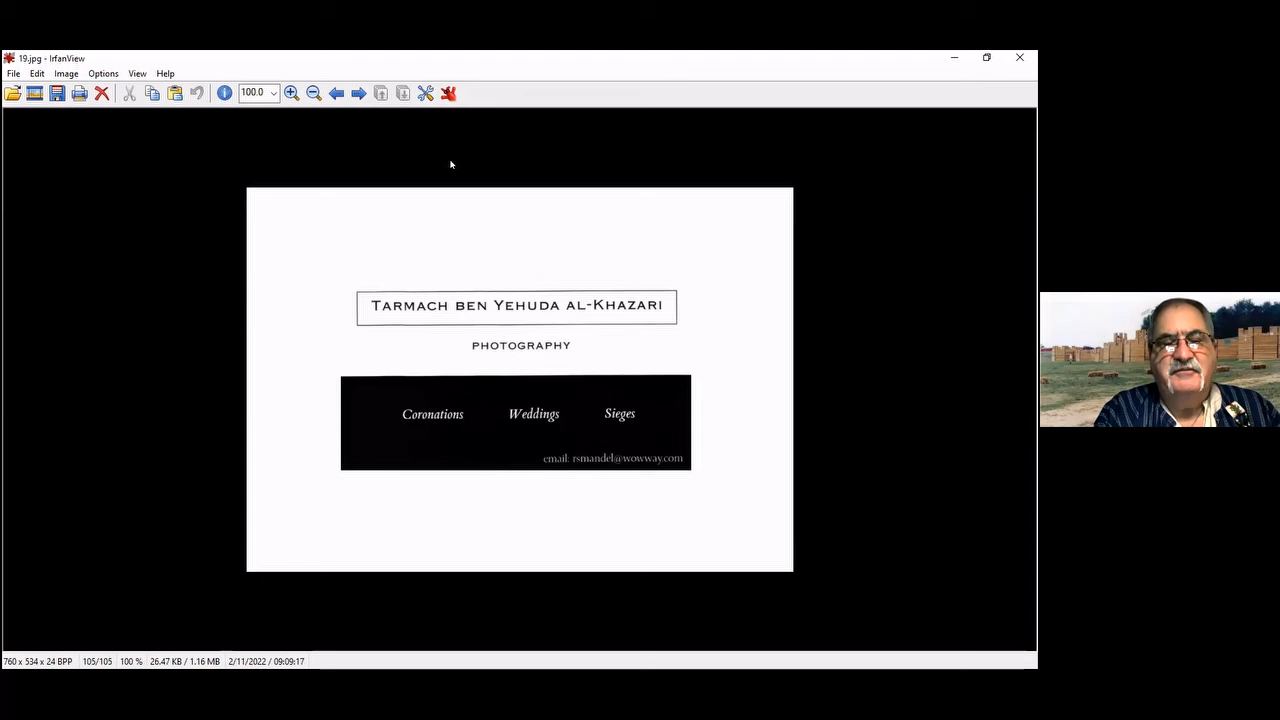 19.jpg - IrfanView
File Edit Image Options View Help
100.0
TARMACH BEN YEHUDA AL-KHAZARI
PHOTOGRAPHY
Coronations Weddings Sieges
email: rsmandel@wowway.com
760 x 534 x 24 BPP 105/105 100 % 26.47 KB / 1.16 MB 2/11/2022 / 09:09:17